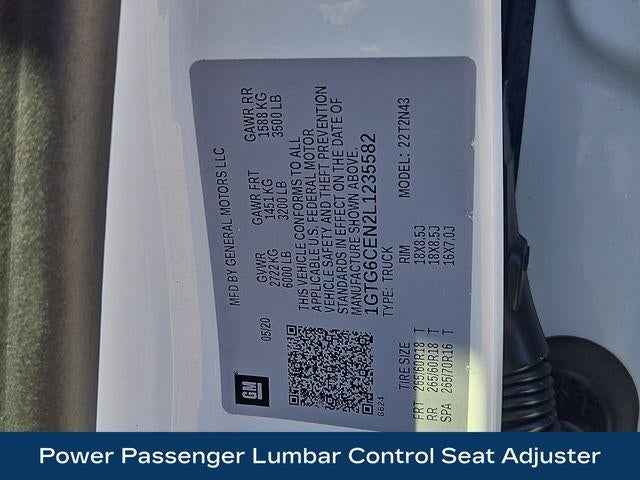 MFD BY GENERAL MOTORS LLC
05/20
GVWR GAWR FRT GAWR RR
2722 KG 1451 KG 1588 KG
6000 LB 3200 LB 3500 LB
THIS VEHICLE CONFORMS TO ALL
APPLICABLE U.S. FEDERAL MOTOR
VEHICLE SAFETY AND THEFT PREVENTION
STANDARDS IN EFFECT ON THE DATE OF
MANUFACTURE SHOWN ABOVE.
1GTG6CEN2L1235582
TYPE: TRUCK MODEL: 22T2N43
GM
8624
TIRE SIZE RIM
FRT 265/60R18 T 18X8.5J
RR 265/60R18 T 18X8.5J
SPA 265/70R16 T 16X7.0J
Power Passenger Lumbar Control Seat Adjuster